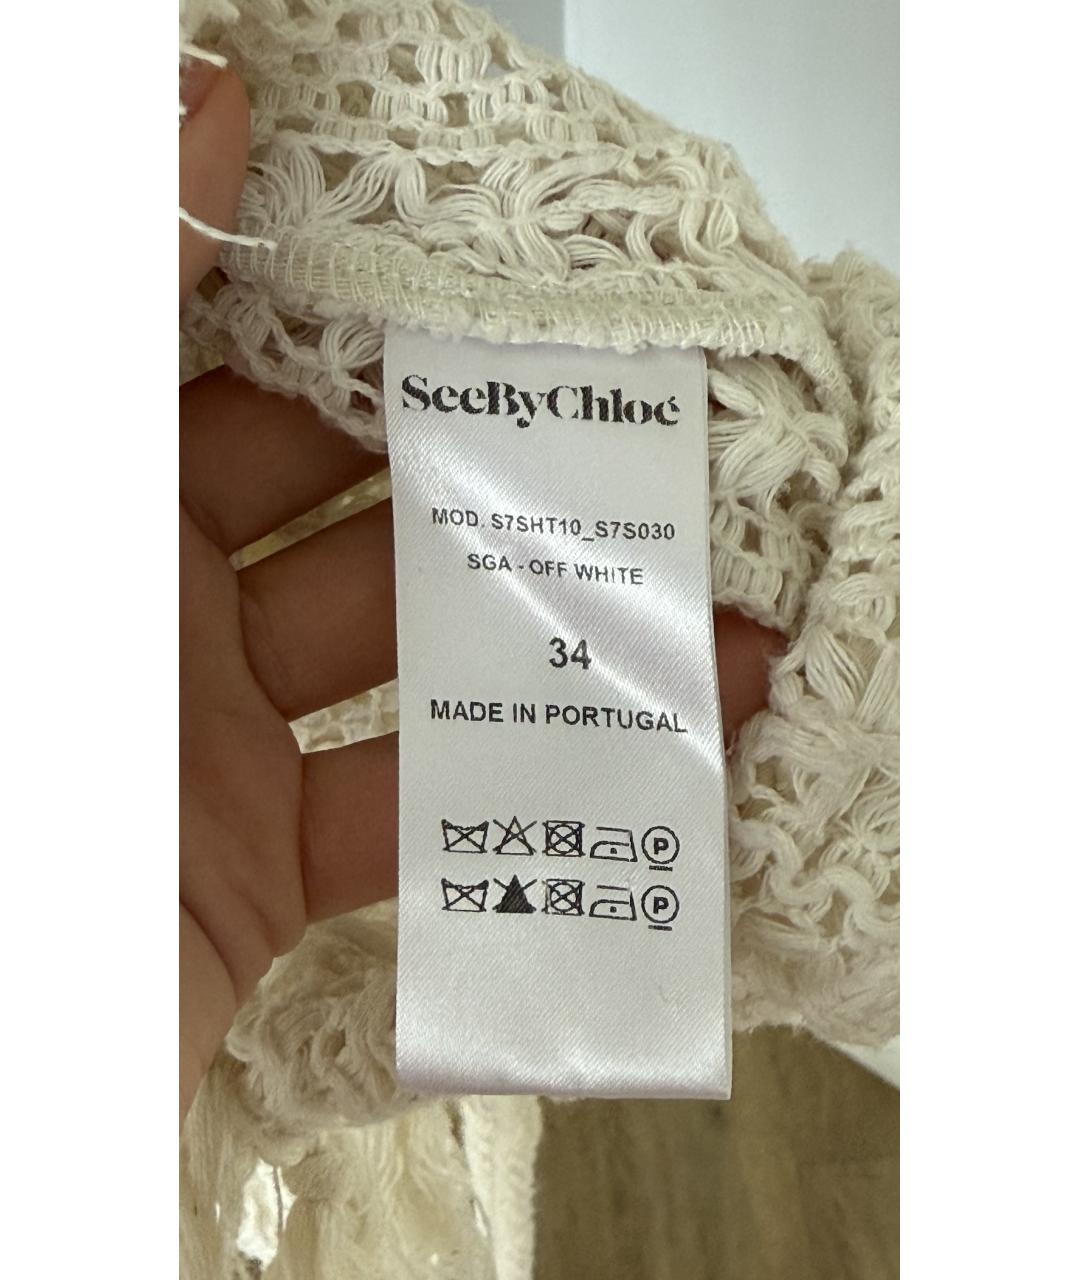 SeeByChloé
MOD. S7SHT10_S7S030
SGA - OFF WHITE
34
MADE IN PORTUGAL
P
P